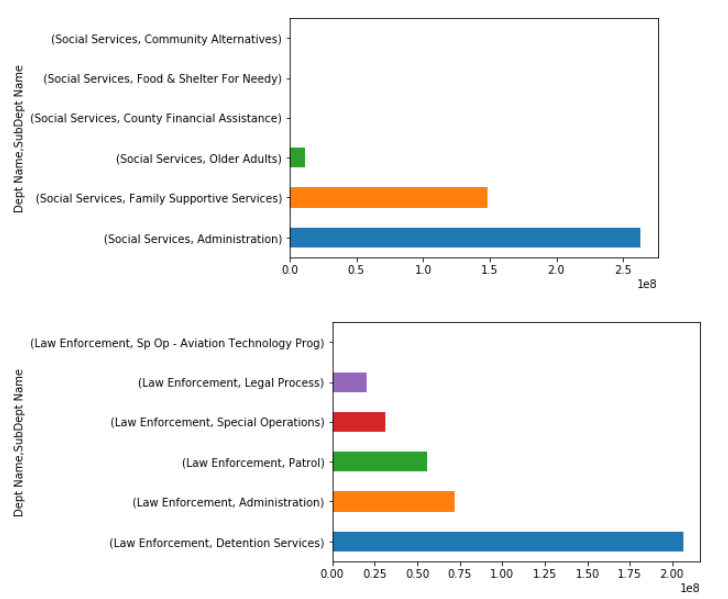 (Social Services, Community Alternatives)
(Social Services, Food & Shelter For Needy)
(Social Services, County Financial Assistance)
(Social Services, Older Adults)
(Social Services, Family Supportive Services)
(Social Services, Administration)
Dept Name,SubDept Name
0.0 0.5 1.0 1.5 2.0 2.5
1e8
(Law Enforcement, Sp Op - Aviation Technology Prog)
(Law Enforcement, Legal Process)
(Law Enforcement, Special Operations)
(Law Enforcement, Patrol)
(Law Enforcement, Administration)
(Law Enforcement, Detention Services)
Dept Name,SubDept Name
0.00 0.25 0.50 0.75 1.00 1.25 1.50 1.75 2.00
1e8